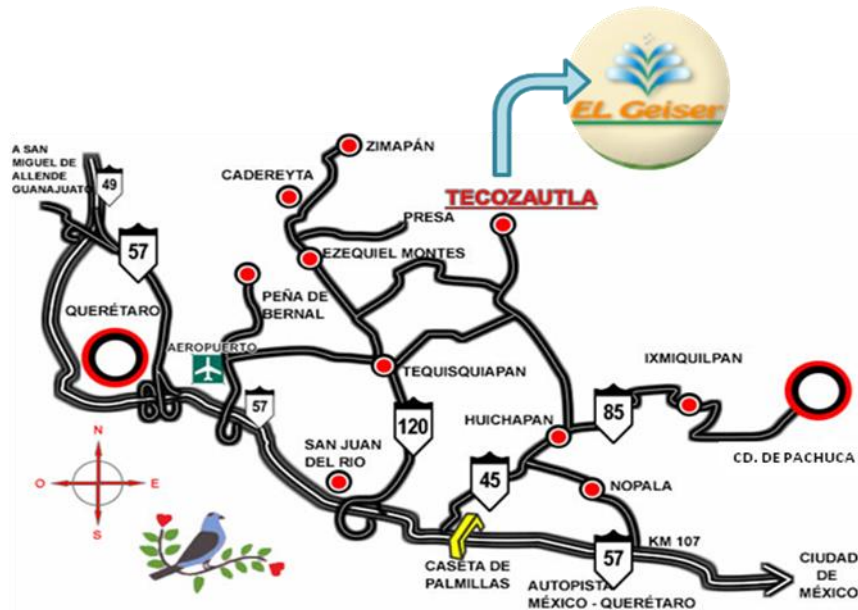 EL Geiser
A SAN
MIGUEL DE
ALLENDE
GUANAJUATO
49
ZIMAPÁN
CADEREYTA
TECOZAUTLA
PRESA
57
EZEQUIEL MONTES
PEÑA DE
BERNAL
QUERÉTARO
AEROPUERTO
IXMIQUILPAN
TEQUISQUIAPAN
57
120
HUICHAPAN
85
SAN JUAN
DEL RIO
CD. DE PACHUCA
N
O
E
S
45
NOPALA
KM 107
CASETA DE
PALMILLAS
57
AUTOPISTA
MÉXICO - QUERÉTARO
CIUDAD
DE
MÉXICO